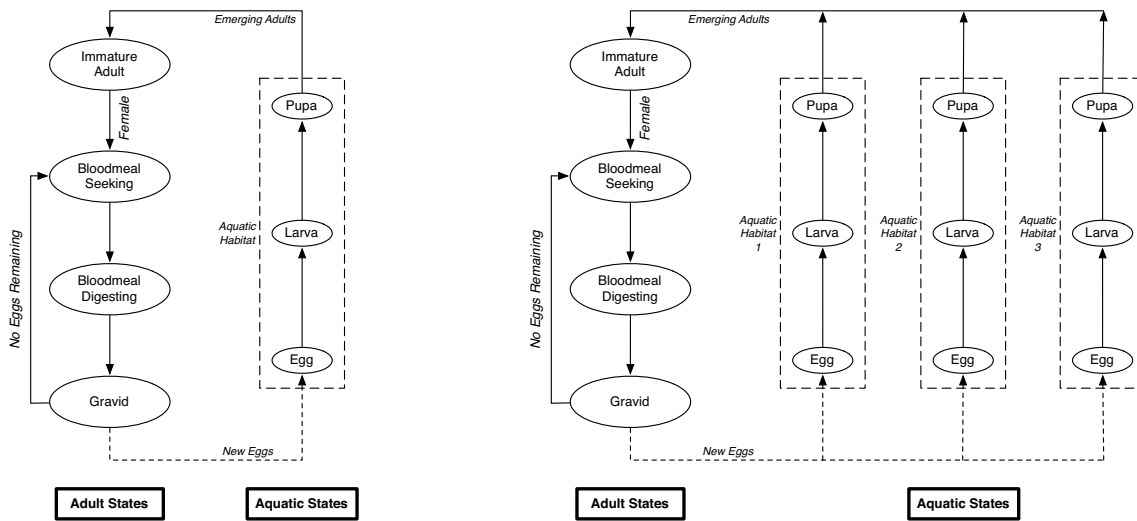 Emerging Adults
Immature
Adult
Female
Pupa
Bloodmeal
Seeking
Aquatic
Habitat
Larva
No Eggs Remaining
Bloodmeal
Digesting
Egg
Gravid
New Eggs
Adult States
Aquatic States
Emerging Adults
Immature
Adult
Female
Pupa
Pupa
Pupa
Bloodmeal
Seeking
Aquatic
Habitat
1
Larva
Aquatic
Habitat
2
Larva
Aquatic
Habitat
3
Larva
No Eggs Remaining
Bloodmeal
Digesting
Egg
Egg
Egg
Gravid
New Eggs
Adult States
Aquatic States